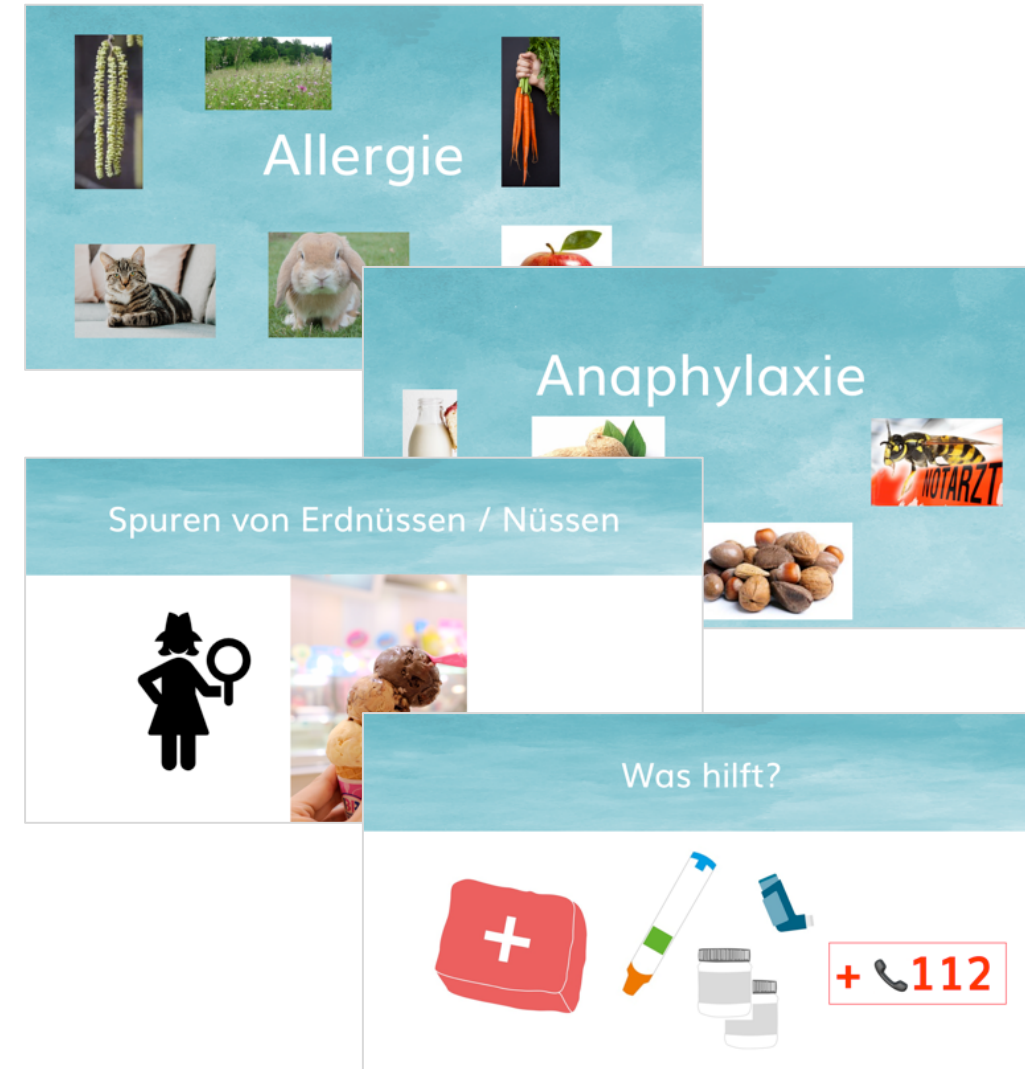 Allergie
Anaphylaxie
NOTARZT
Spuren von Erdnüssen / Nüssen
Was hilft?
+ 📞112